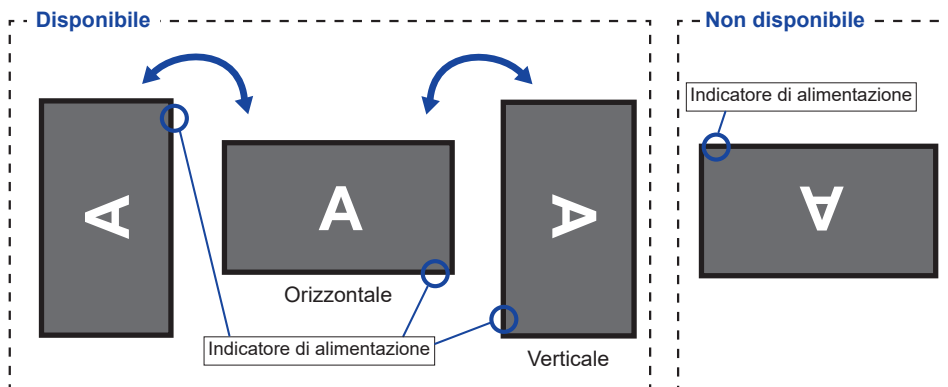 Disponibile
Non disponibile
Indicatore di alimentazione
A
A
A
A
Orizzontale
Indicatore di alimentazione
Verticale